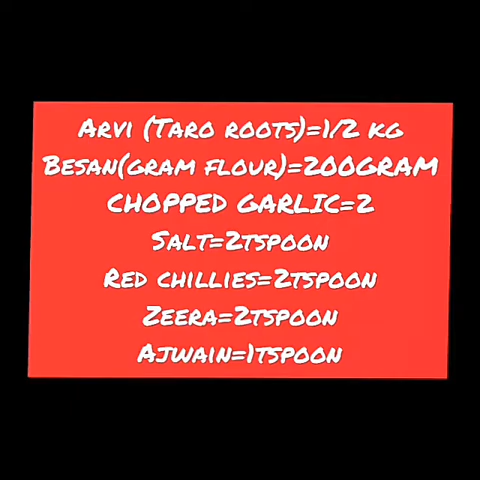 Arvi (Taro roots)=1/2 kg
Besan(gram flour)=200GRAM
CHOPPED GARLIC=2
Salt=2tspoon
Red chillies=2tspoon
Zeera=2tspoon
Ajwain=1tspoon